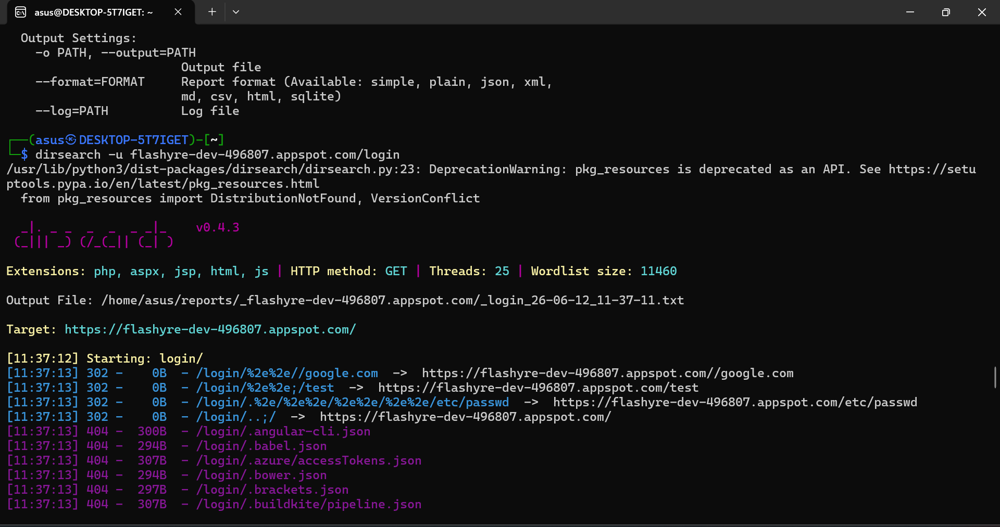 asus@DESKTOP-5T7IGET: ~
Output Settings:
-o PATH, --output=PATH
Output file
--format=FORMAT     Report format (Available: simple, plain, json, xml,
md, csv, html, sqlite)
--log=PATH          Log file
┌──(asus㉿DESKTOP-5T7IGET)-[~]
└─$ dirsearch -u flashyre-dev-496807.appspot.com/login
/usr/lib/python3/dist-packages/dirsearch/dirsearch.py:23: DeprecationWarning: pkg_resources is deprecated as an API. See https://setu
ptools.pypa.io/en/latest/pkg_resources.html
from pkg_resources import DistributionNotFound, VersionConflict
_|. _ _  _  _  _ _|_    v0.4.3
(_||| _) (/_(_|| (_| )
Extensions: php, aspx, jsp, html, js | HTTP method: GET | Threads: 25 | Wordlist size: 11460
Output File: /home/asus/reports/_flashyre-dev-496807.appspot.com/_login_26-06-12_11-37-11.txt
Target: https://flashyre-dev-496807.appspot.com/
[11:37:12] Starting: login/
[11:37:13] 302 -    0B  - /login/%2e%2e//google.com  ->  https://flashyre-dev-496807.appspot.com//google.com
[11:37:13] 302 -    0B  - /login/%2e%2e;/test  ->  https://flashyre-dev-496807.appspot.com/test
[11:37:13] 302 -    0B  - /login/.%2e/%2e%2e/%2e%2e/%2e%2e/etc/passwd  ->  https://flashyre-dev-496807.appspot.com/etc/passwd
[11:37:13] 302 -    0B  - /login/..;/  ->  https://flashyre-dev-496807.appspot.com/
[11:37:13] 404 -  300B  - /login/.angular-cli.json
[11:37:13] 404 -  294B  - /login/.babel.json
[11:37:13] 404 -  307B  - /login/.azure/accessTokens.json
[11:37:13] 404 -  294B  - /login/.bower.json
[11:37:13] 404 -  297B  - /login/.brackets.json
[11:37:13] 404 -  307B  - /login/.buildkite/pipeline.json